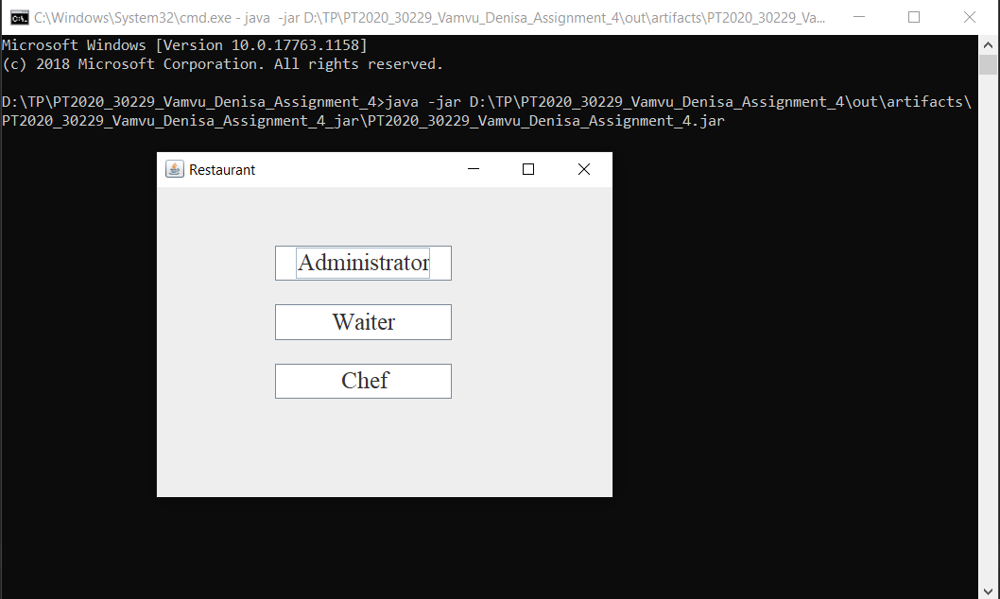 C:\Windows\System32\cmd.exe - java  -jar D:\TP\PT2020_30229_Vamvu_Denisa_Assignment_4\out\artifacts\PT2020_30229_Va...
Microsoft Windows [Version 10.0.17763.1158]
(c) 2018 Microsoft Corporation. All rights reserved.
D:\TP\PT2020_30229_Vamvu_Denisa_Assignment_4>java -jar D:\TP\PT2020_30229_Vamvu_Denisa_Assignment_4\out\artifacts\
PT2020_30229_Vamvu_Denisa_Assignment_4_jar\PT2020_30229_Vamvu_Denisa_Assignment_4.jar
Restaurant
Administrator
Waiter
Chef